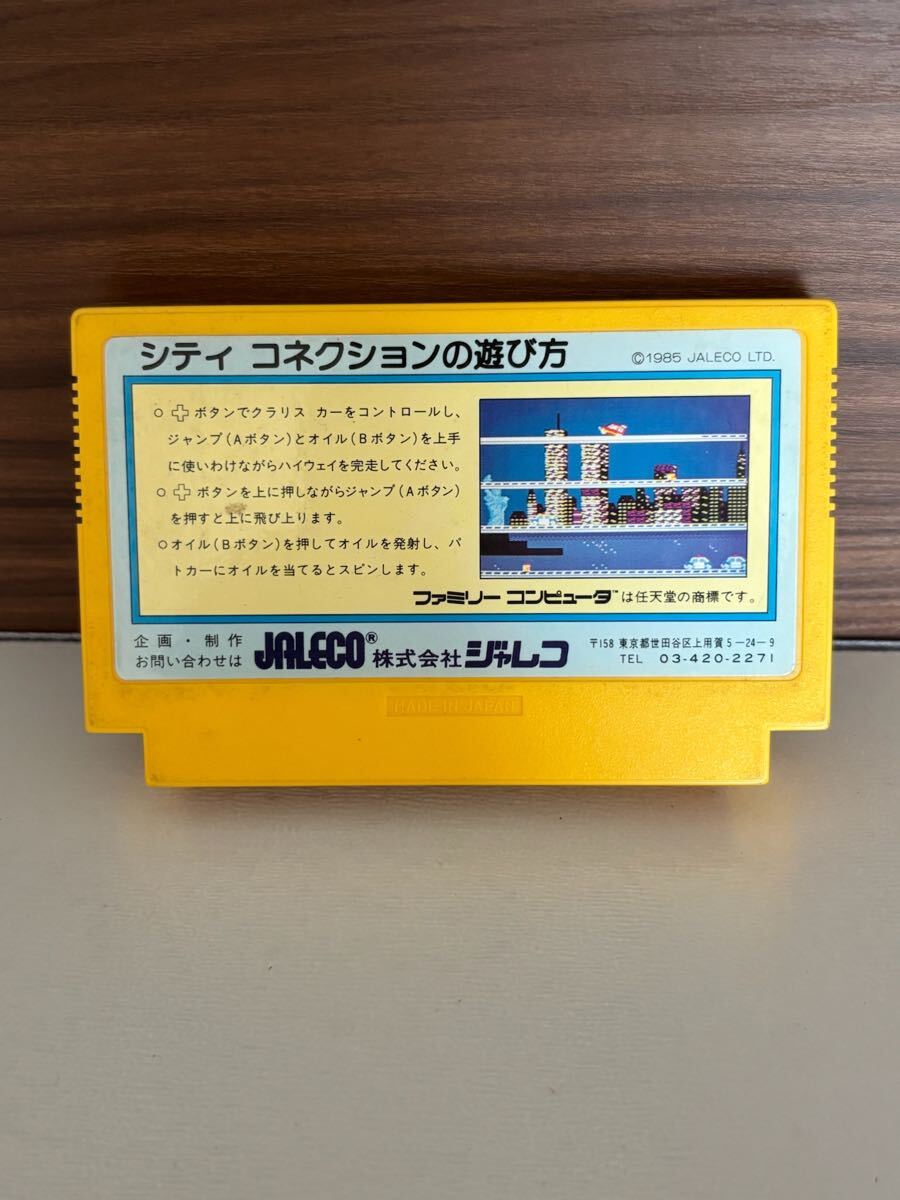 シティ コネクションの遊び方
©1985 JALECO LTD.
○ ✚ボタンでクラリス カーをコントロールし、
ジャンプ(Aボタン)とオイル(Bボタン)を上手
に使いわけながらハイウェイを完走してください。
○ ✚ボタンを上に押しながらジャンプ(Aボタン)
を押すと上に飛び上ります。
○オイル(Bボタン)を押してオイルを発射し、パ
トカーにオイルを当てるとスピンします。
ファミリー コンピュータ™は任天堂の商標です。
企画・制作
お問い合わせは
JALECO® 株式会社 ジャレコ
〒158 東京都世田谷区上用賀5-24-9
TEL 03-420-2271
MADE IN JAPAN